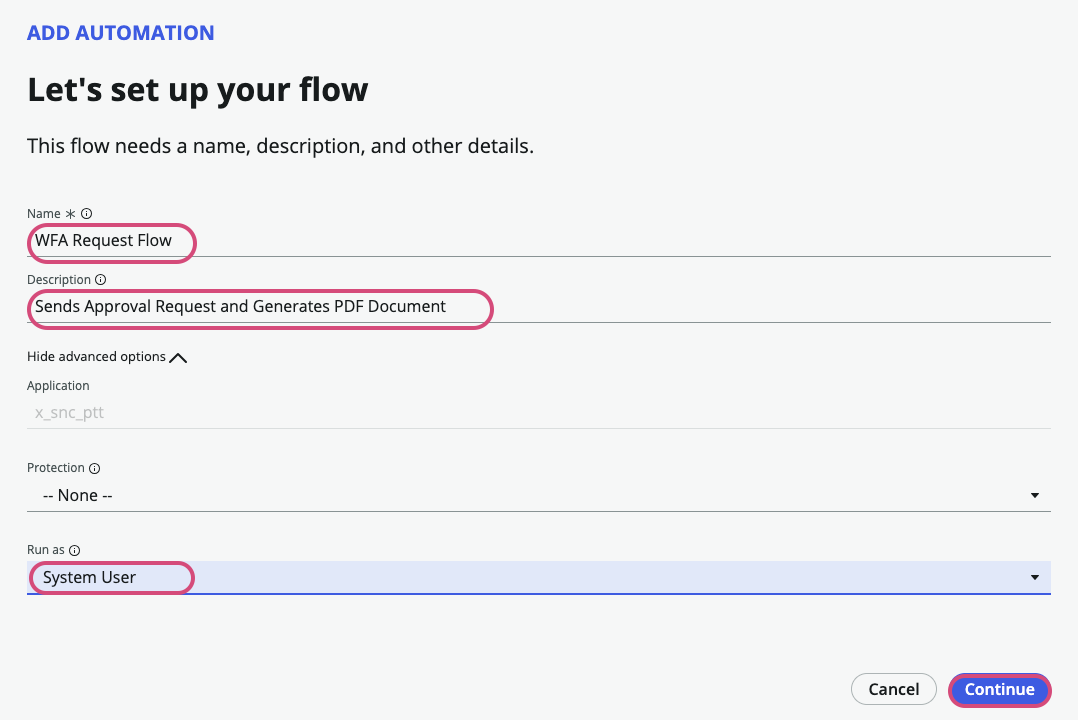 ADD AUTOMATION
Let's set up your flow
This flow needs a name, description, and other details.
Name *
WFA Request Flow
Description
Sends Approval Request and Generates PDF Document
Hide advanced options
Application
x_snc_ptt
Protection
-- None --
Run as
System User
Cancel Continue